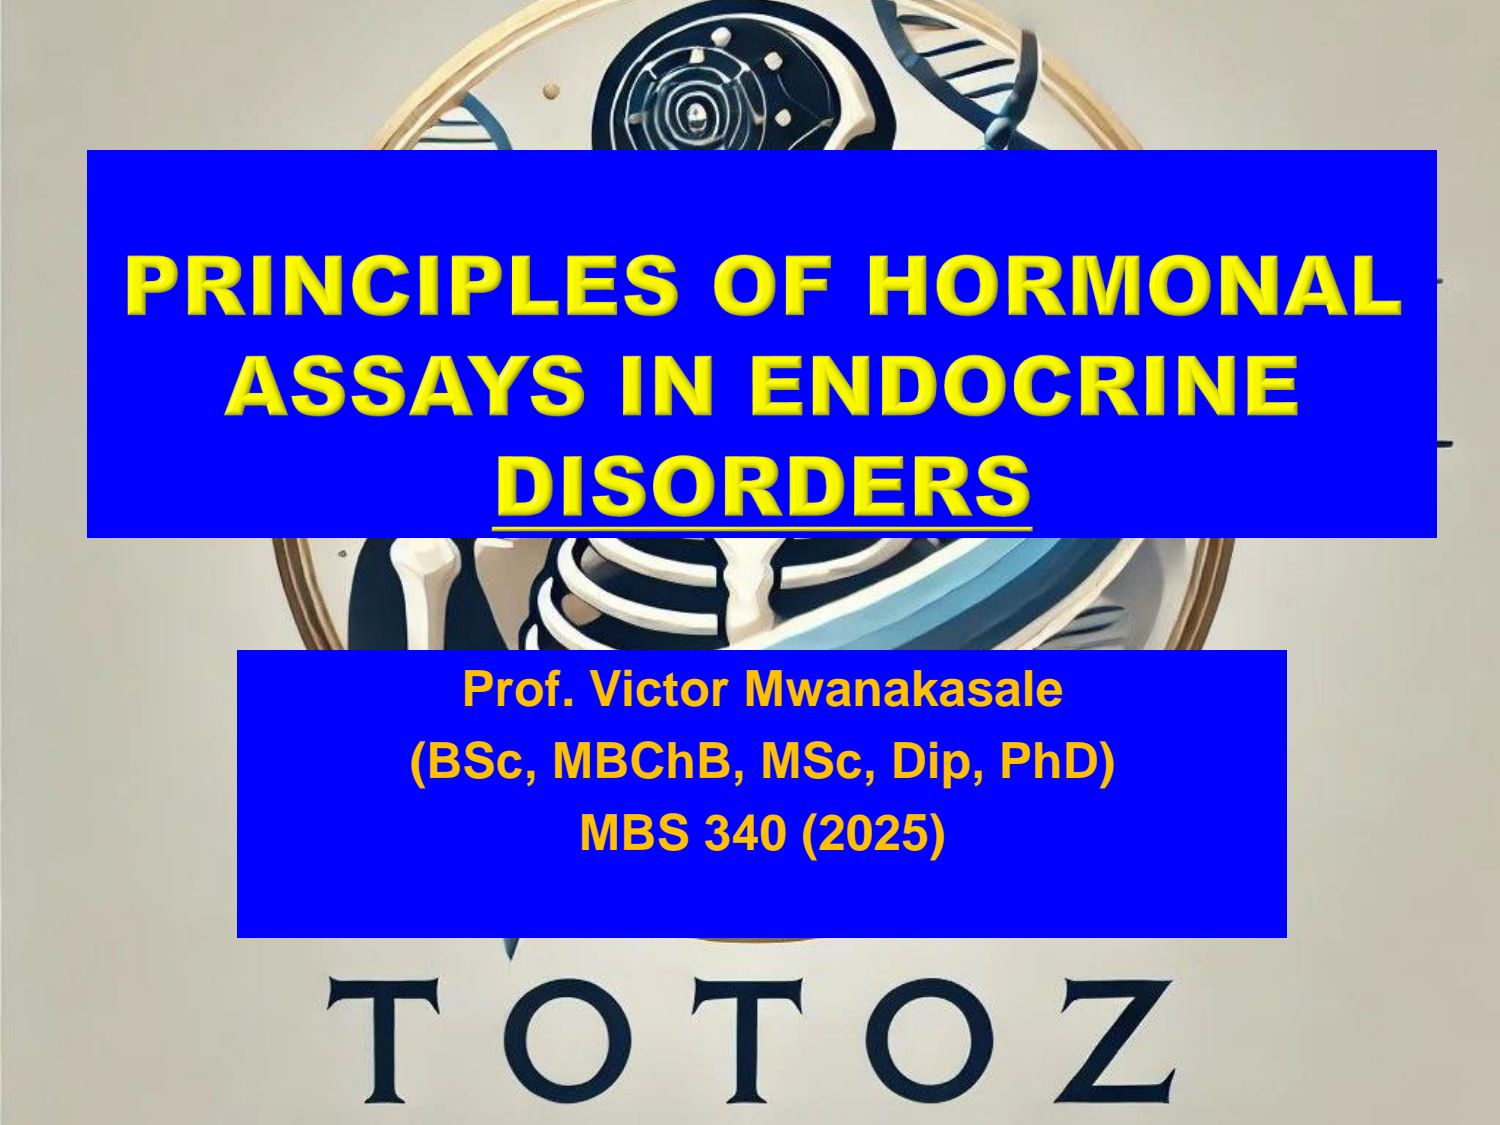 PRINCIPLES OF HORMONAL
ASSAYS IN ENDOCRINE
DISORDERS
Prof. Victor Mwanakasale
(BSc, MBChB, MSc, Dip, PhD)
MBS 340 (2025)
TOTOZ